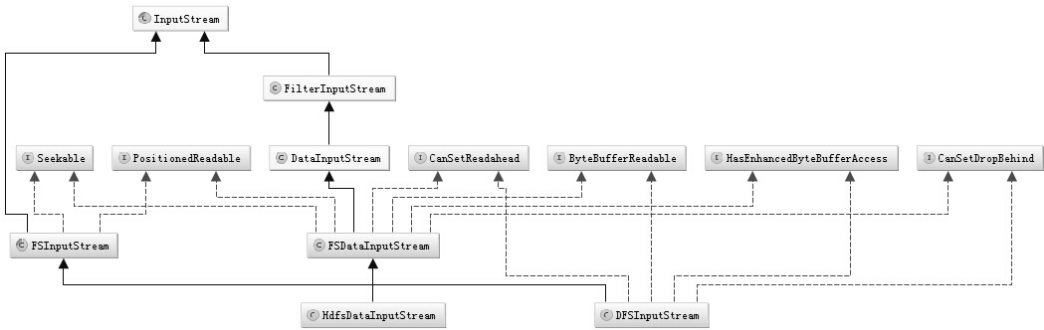 C InputStream
C FilterInputStream
I Seekable
I PositionedReadable
C DataInputStream
I CanSetReadahead
I ByteBufferReadable
I HasEnhancedByteBufferAccess
I CanSetDropBehind
C FSInputStream
C FSDataInputStream
C HdfsDataInputStream
C DFSInputStream